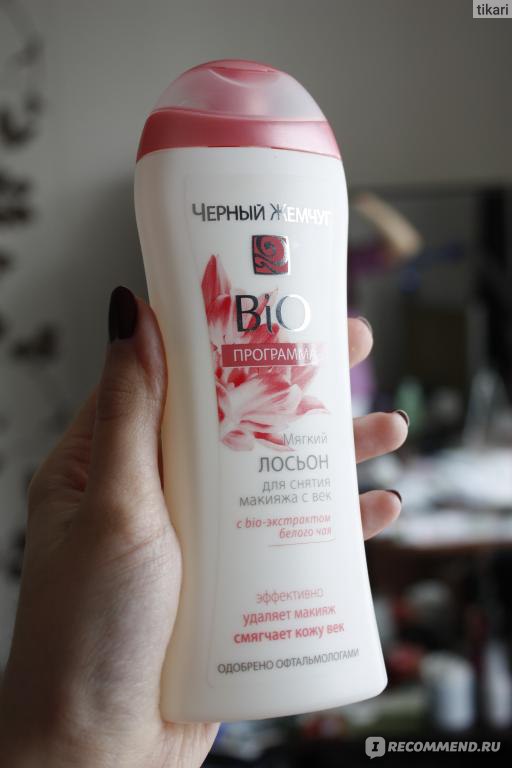 tikari
ЧЕРНЫЙ ЖЕМЧУГ
BiO
ПРОГРАММА
Мягкий
ЛОСЬОН
для снятия
макияжа с век
с bio-экстрактом
белого чая
эффективно
удаляет макияж
смягчает кожу век
ОДОБРЕНО ОФТАЛЬМОЛОГАМИ
I RECOMMEND.RU